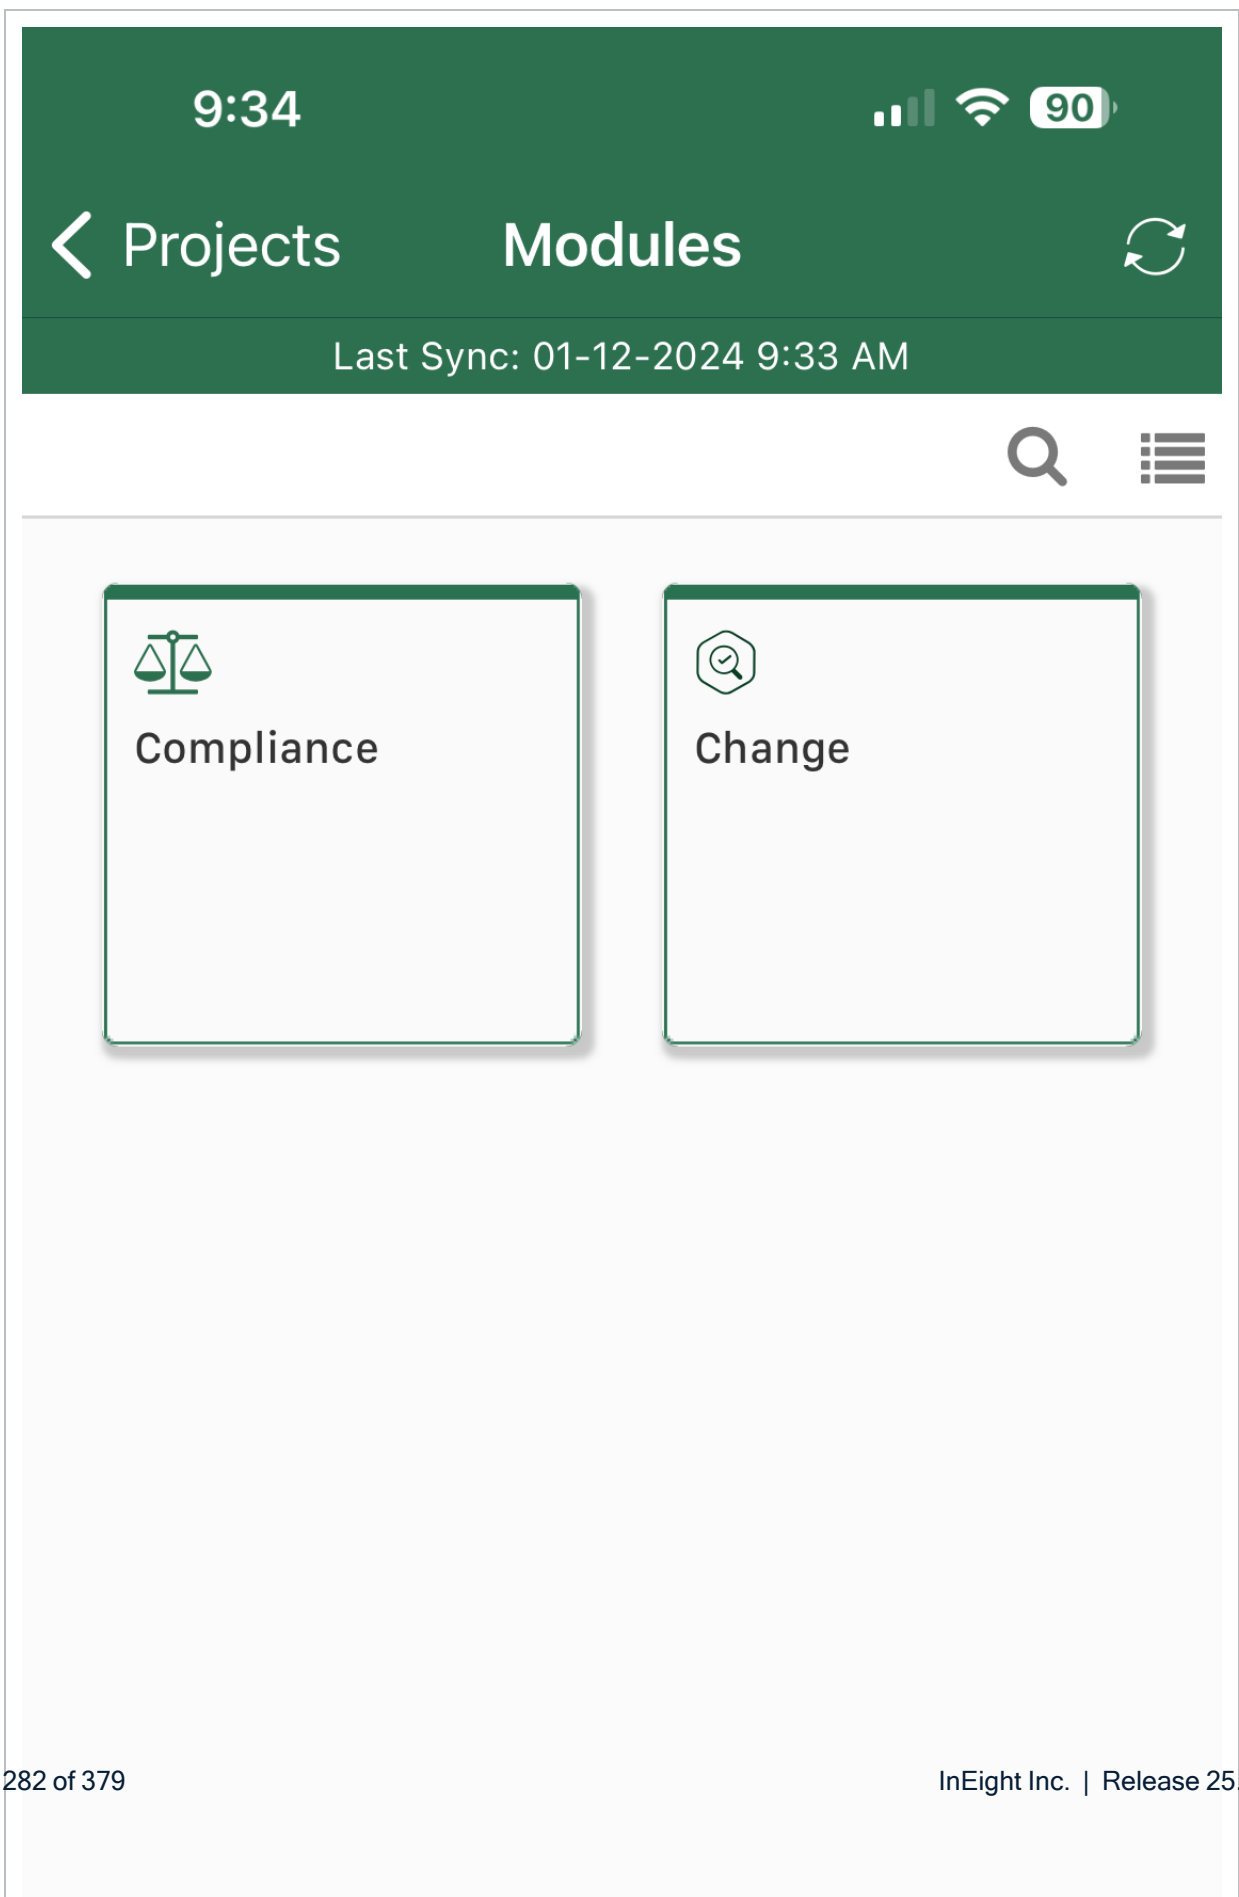 9:34
90
Projects
Modules
Last Sync: 01-12-2024 9:33 AM
Compliance
Change
282 of 379
InEight Inc. | Release 25.